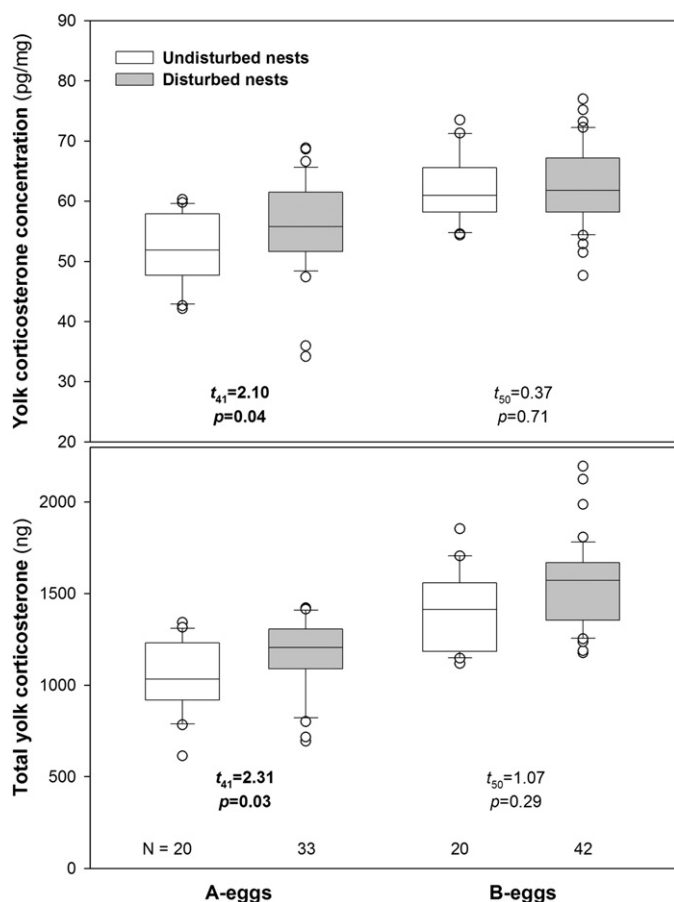 Yolk corticosterone concentration (pg/mg)
90
80
70
60
50
40
30
20
Undisturbed nests
Disturbed nests
t41=2.10
p=0.04
t50=0.37
p=0.71
Total yolk corticosterone (ng)
2000
1500
1000
500
0
t41=2.31
p=0.03
t50=1.07
p=0.29
N = 20 33 20 42
A-eggs B-eggs